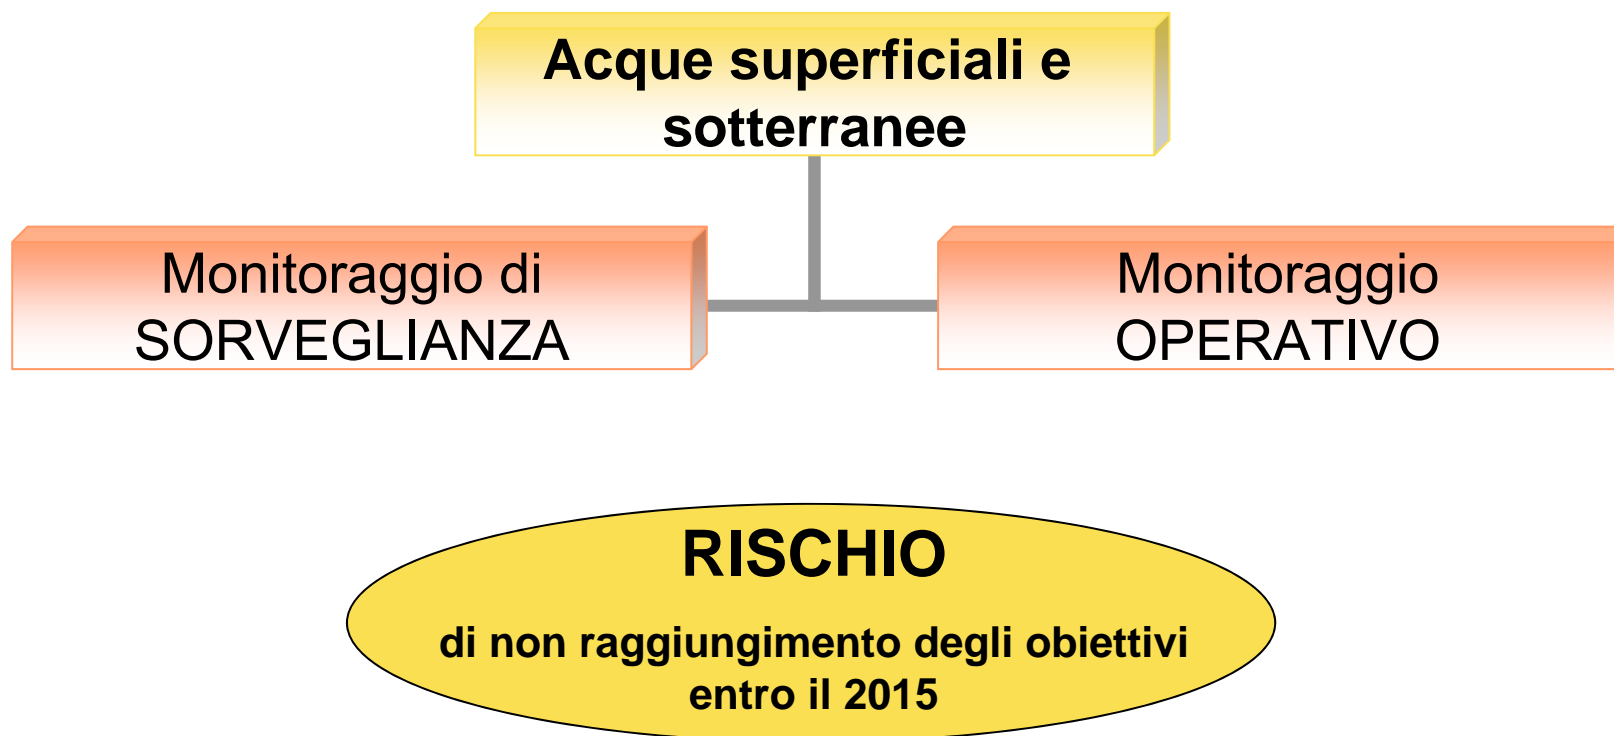 Acque superficiali e
sotterranee
Monitoraggio di
SORVEGLIANZA
Monitoraggio
OPERATIVO
RISCHIO
di non raggiungimento degli obiettivi
entro il 2015